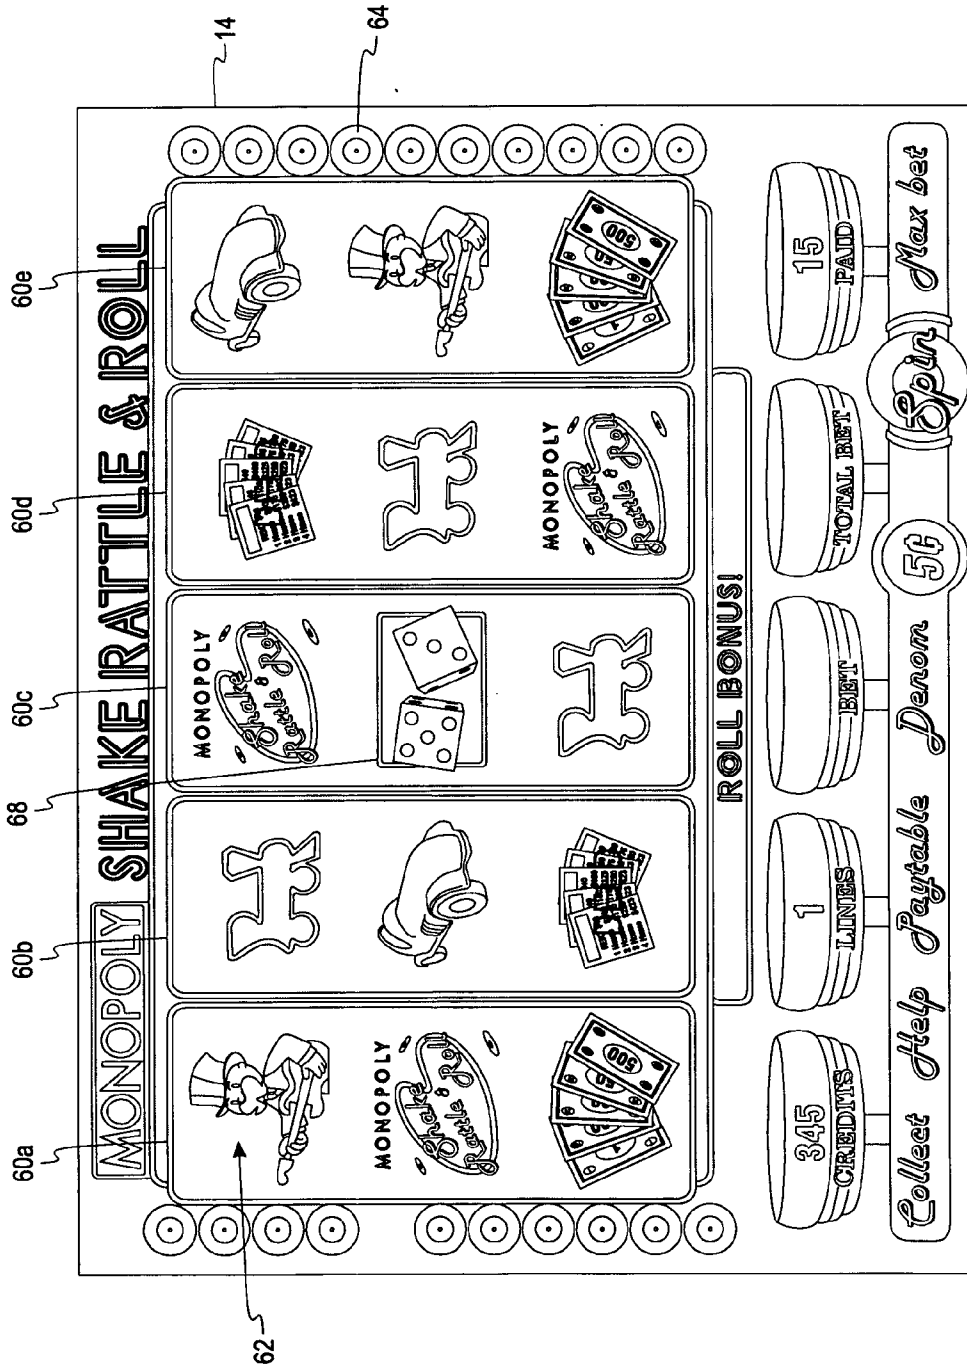 14
64
60e
60d
60c
68
60b
60a
62
MONOPOLY SHAKE RATTLE & ROLL
MONOPOLY
Shake
&
Rattle
Roll
500
MONOPOLY
Shake
&
Rattle
Roll
MONOPOLY
Shake
&
Rattle
Roll
500
ROLL BONUS!
345
CREDITS
1
LINES
BET
TOTAL BET
15
PAID
Collect Help Paytable Denom 5¢ Spin Max bet